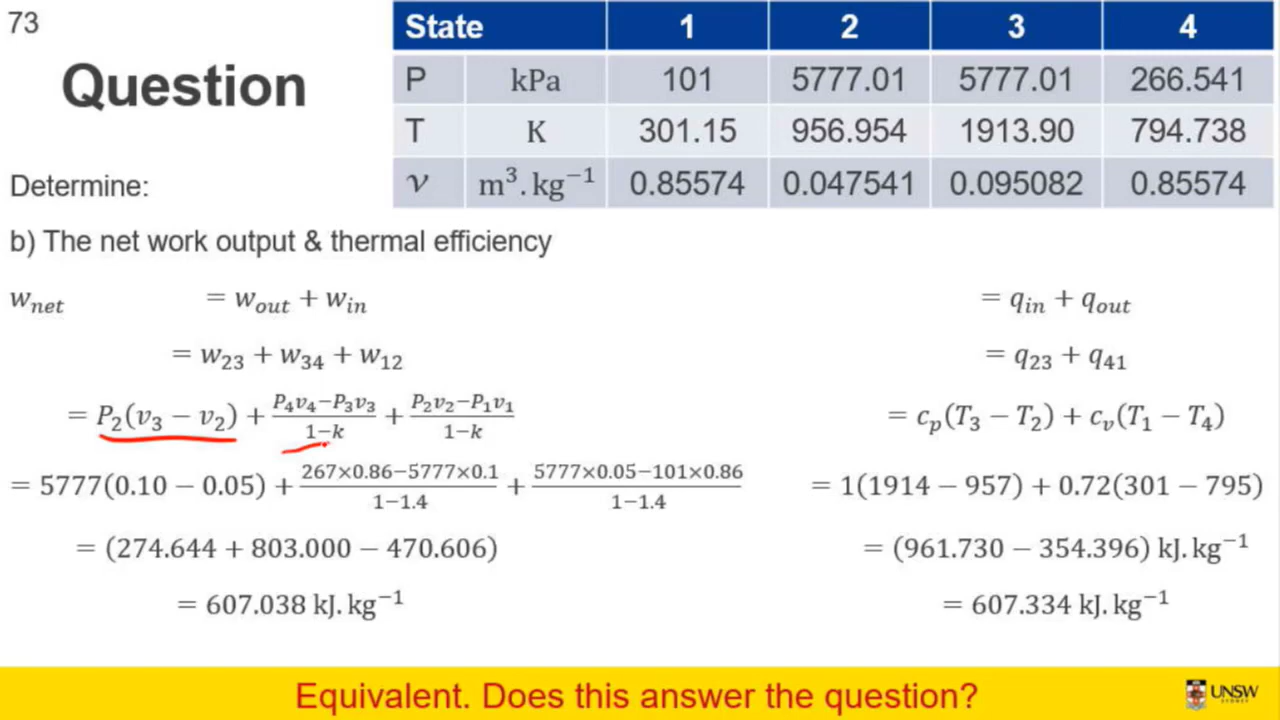 73
Question
State 1 2 3 4
P kPa 101 5777.01 5777.01 266.541
T K 301.15 956.954 1913.90 794.738
ν m³.kg⁻¹ 0.85574 0.047541 0.095082 0.85574
Determine:
b) The net work output & thermal efficiency
w_net = w_out + w_in = q_in + q_out
= w_23 + w_34 + w_12 = q_23 + q_41
= P_2(v_3 − v_2) + (P_4v_4−P_3v_3)/(1−k) + (P_2v_2−P_1v_1)/(1−k) = c_p(T_3 − T_2) + c_v(T_1 − T_4)
= 5777(0.10 − 0.05) + (267×0.86−5777×0.1)/(1−1.4) + (5777×0.05−101×0.86)/(1−1.4) = 1(1914 − 957) + 0.72(301 − 795)
= (274.644 + 803.000 − 470.606) = (961.730 − 354.396) kJ.kg⁻¹
= 607.038 kJ.kg⁻¹ = 607.334 kJ.kg⁻¹
Equivalent. Does this answer the question?
UNSW
SYDNEY